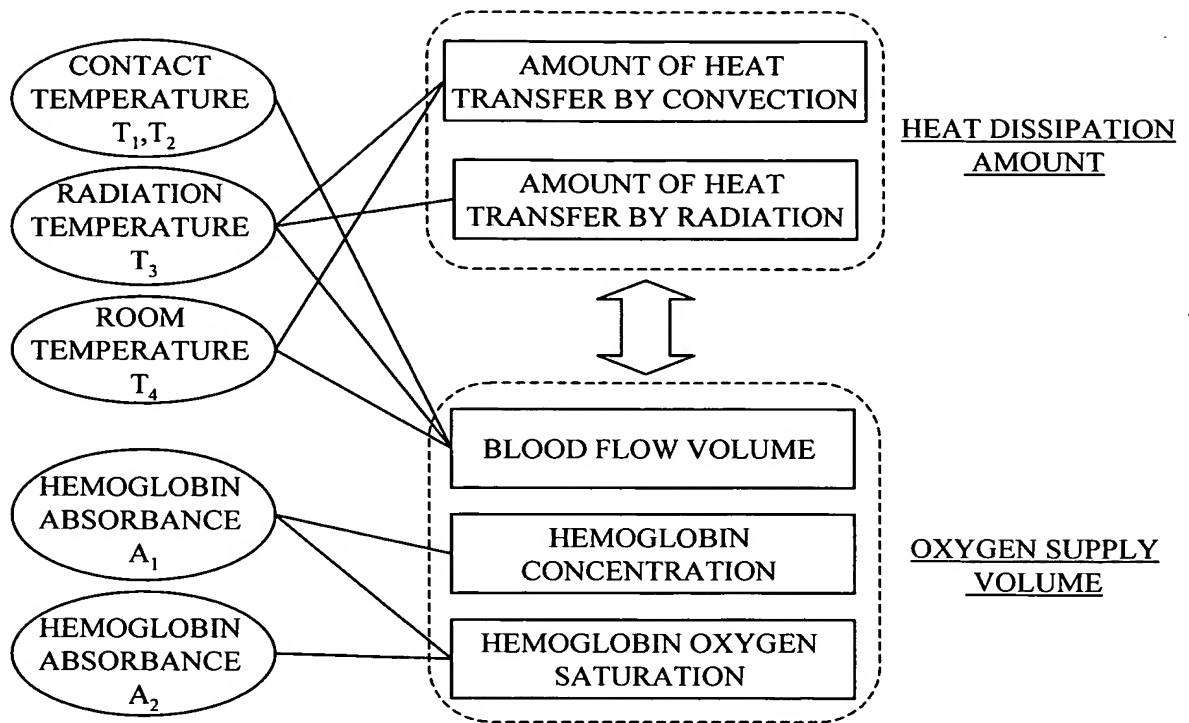 CONTACT
TEMPERATURE
T₁,T₂
RADIATION
TEMPERATURE
T₃
ROOM
TEMPERATURE
T₄
HEMOGLOBIN
ABSORBANCE
A₁
HEMOGLOBIN
ABSORBANCE
A₂
AMOUNT OF HEAT
TRANSFER BY CONVECTION
AMOUNT OF HEAT
TRANSFER BY RADIATION
HEAT DISSIPATION
AMOUNT
BLOOD FLOW VOLUME
HEMOGLOBIN
CONCENTRATION
HEMOGLOBIN OXYGEN
SATURATION
OXYGEN SUPPLY
VOLUME